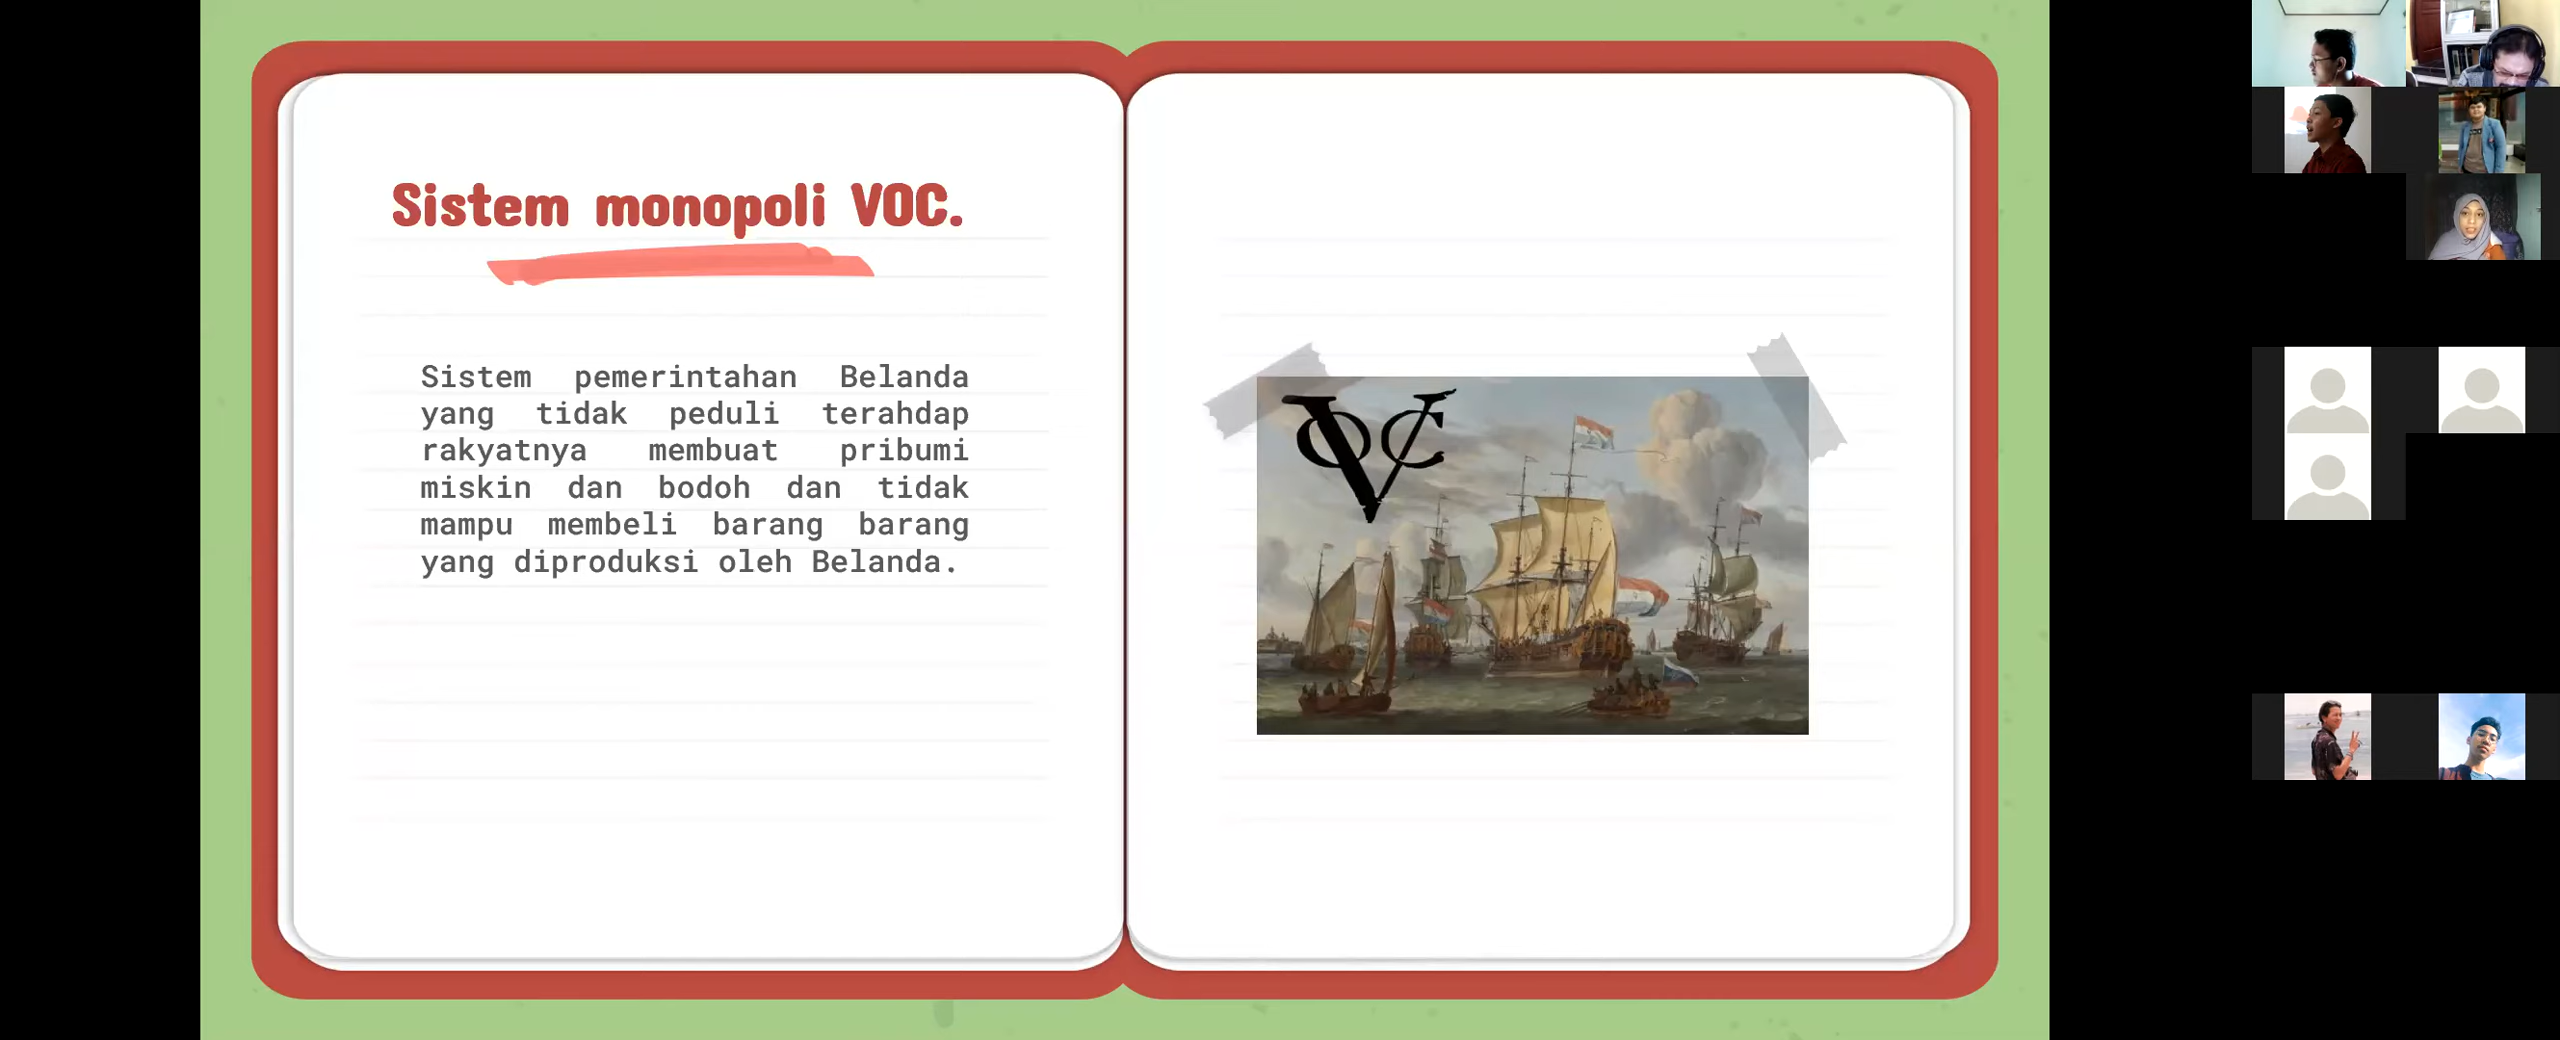 Sistem monopoli VOC.
Sistem pemerintahan Belanda
yang tidak peduli terahdap
rakyatnya membuat pribumi
miskin dan bodoh dan tidak
mampu membeli barang barang
yang diproduksi oleh Belanda.
VOC